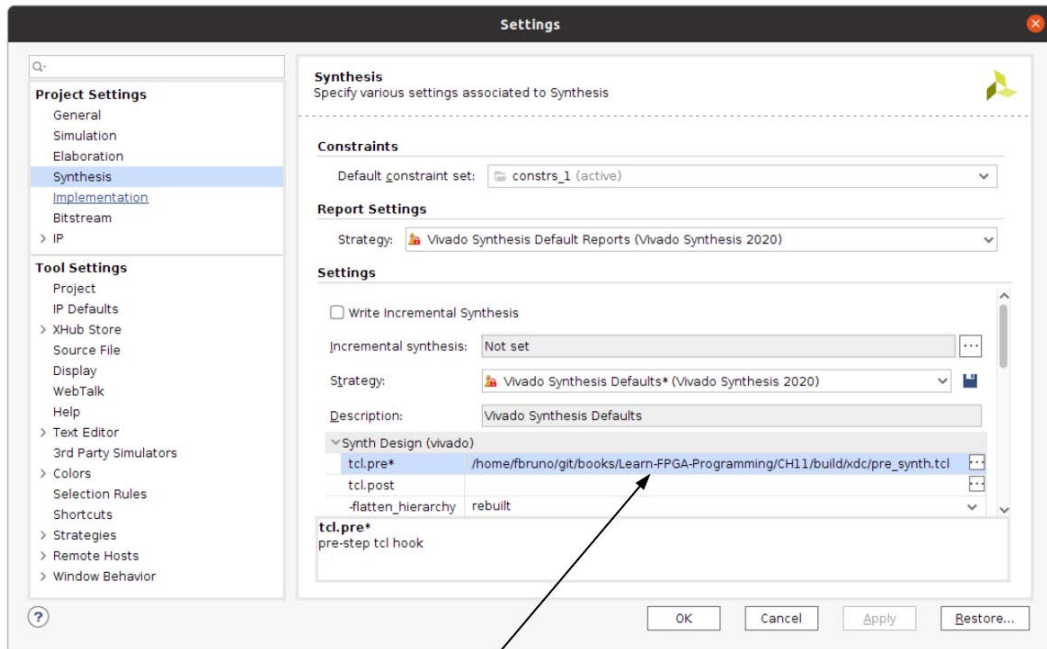 Settings
Q-
Project Settings
General
Simulation
Elaboration
Synthesis
Implementation
Bitstream
> IP
Tool Settings
Project
IP Defaults
> XHub Store
Source File
Display
WebTalk
Help
> Text Editor
3rd Party Simulators
> Colors
Selection Rules
Shortcuts
> Strategies
> Remote Hosts
> Window Behavior
Synthesis
Specify various settings associated to Synthesis
Constraints
Default constraint set: constrs_1 (active)
Report Settings
Strategy: Vivado Synthesis Default Reports (Vivado Synthesis 2020)
Settings
Write Incremental Synthesis
Incremental synthesis: Not set ...
Strategy: Vivado Synthesis Defaults* (Vivado Synthesis 2020)
Description: Vivado Synthesis Defaults
Synth Design (vivado)
tcl.pre* /home/fbruno/git/books/Learn-FPGA-Programming/CH11/build/xdc/pre_synth.tcl ...
tcl.post ...
-flatten_hierarchy rebuilt
tcl.pre*
pre-step tcl hook
? OK Cancel Apply Restore...